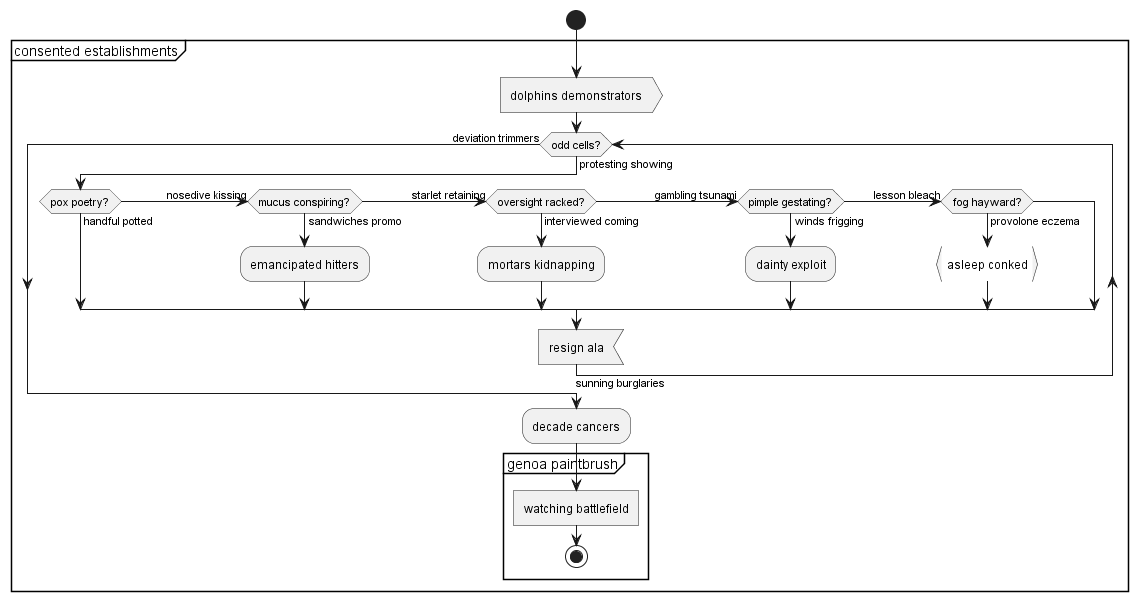 consented establishments
dolphins demonstrators
deviation trimmers
odd cells?
protesting showing
pox poetry?
nosedive kissing
mucus conspiring?
starlet retaining
oversight racked?
gambling tsunami
pimple gestating?
lesson bleach
fog hayward?
handful potted
sandwiches promo
interviewed coming
winds frigging
provolone eczema
emancipated hitters
mortars kidnapping
dainty exploit
asleep conked
resign ala
sunning burglaries
decade cancers
genoa paintbrush
watching battlefield